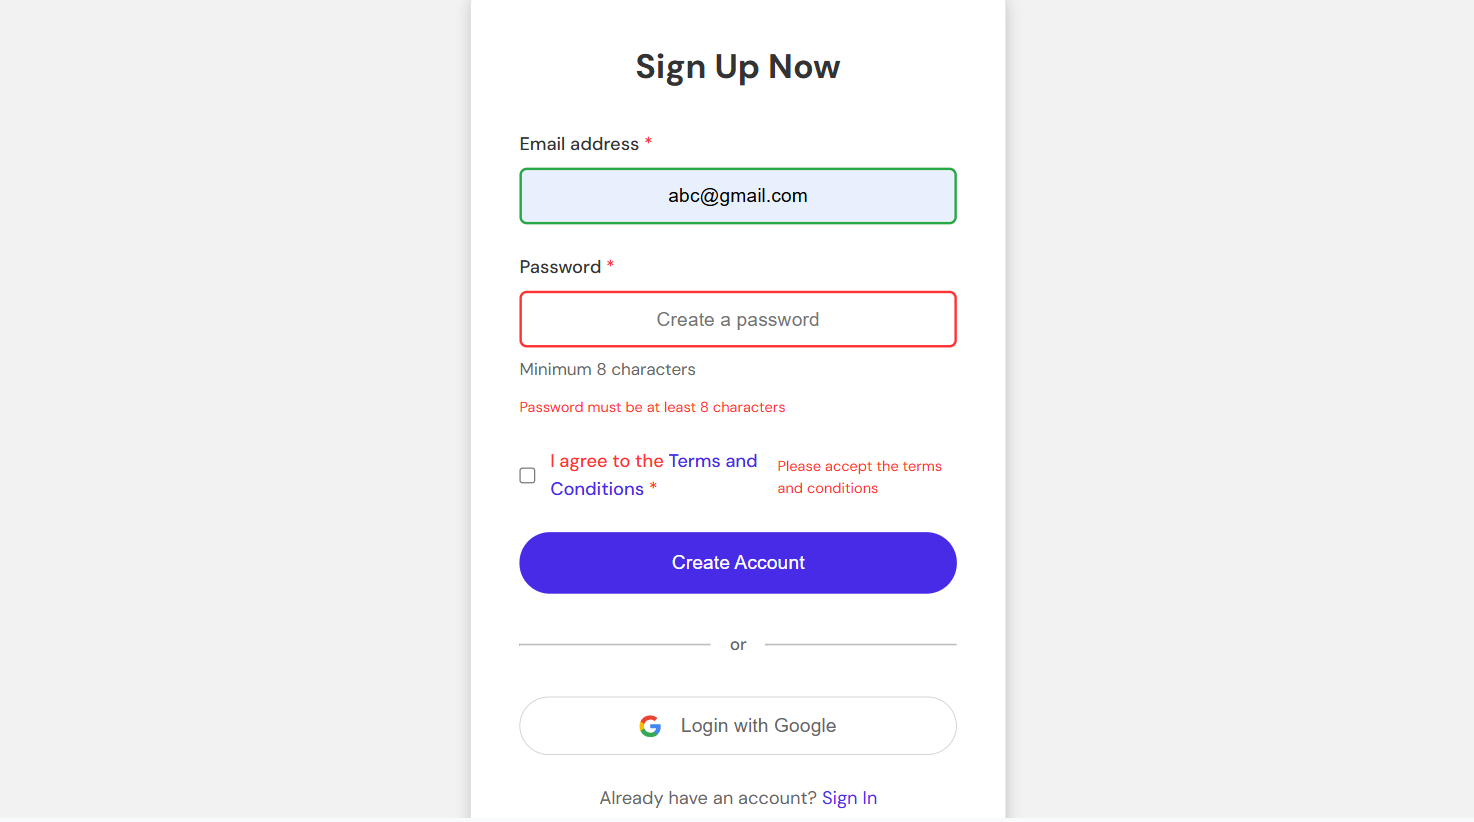 Sign Up Now
Email address *
abc@gmail.com
Password *
Create a password
Minimum 8 characters
Password must be at least 8 characters
I agree to the Terms and
Conditions *
Please accept the terms
and conditions
Create Account
or
Login with Google
Already have an account? Sign In